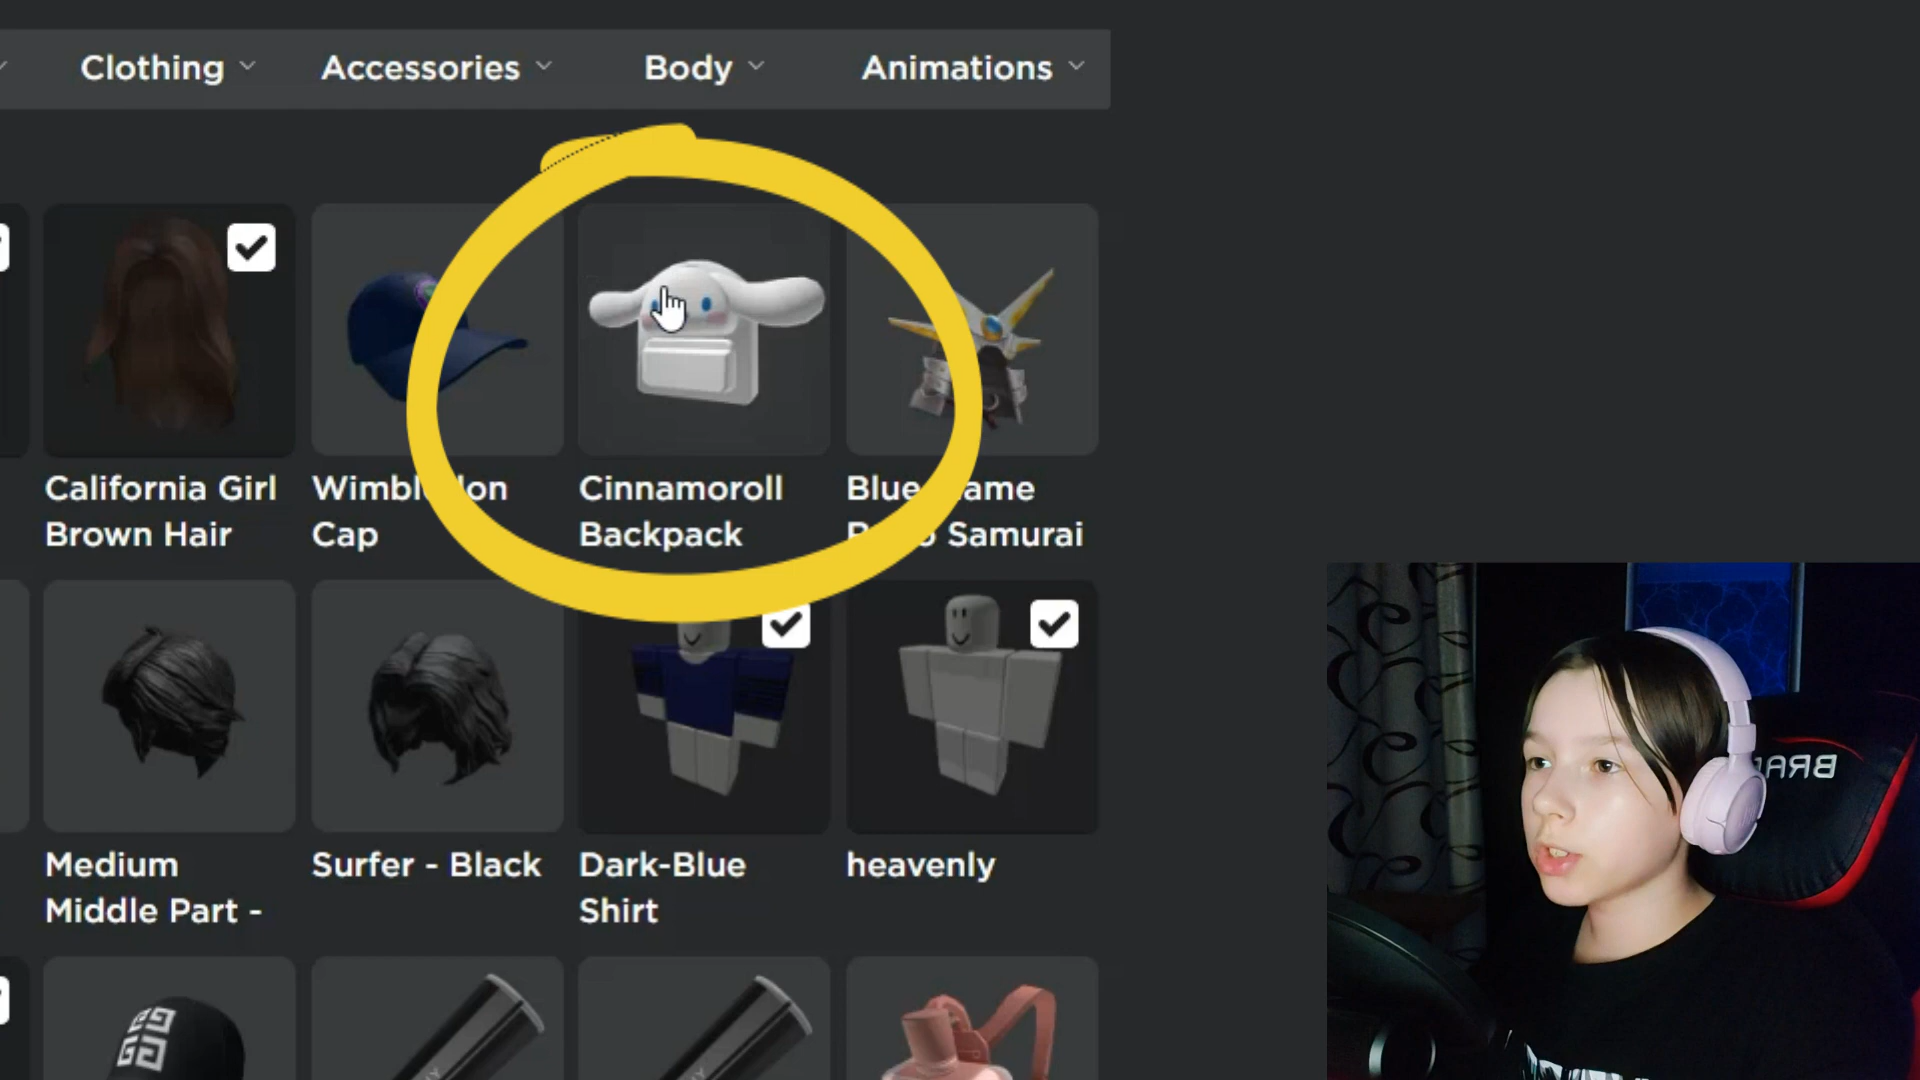 Clothing Accessories Body Animations
California Girl
Brown Hair
Cap
Cinnamoroll
Backpack
Samurai
Medium
Middle Part -
Surfer - Black
Dark-Blue
Shirt
heavenly